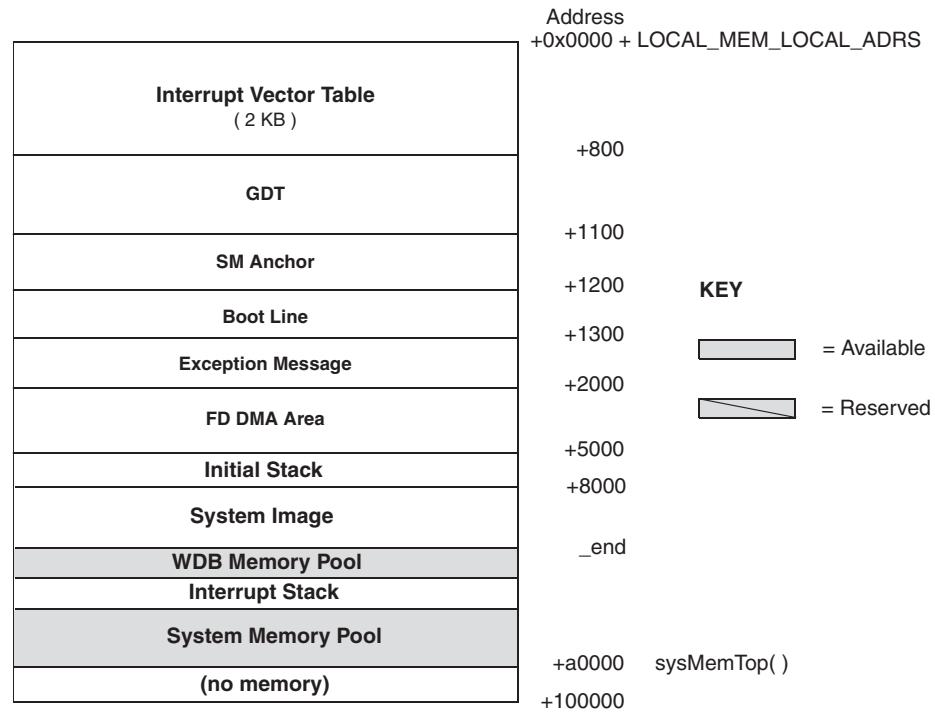 Address
+0x0000 + LOCAL_MEM_LOCAL_ADRS
Interrupt Vector Table
( 2 KB )
+800
GDT
+1100
SM Anchor
+1200
KEY
Boot Line
+1300
= Available
Exception Message
+2000
= Reserved
FD DMA Area
+5000
Initial Stack
+8000
System Image
_end
WDB Memory Pool
Interrupt Stack
System Memory Pool
+a0000 sysMemTop( )
(no memory)
+100000